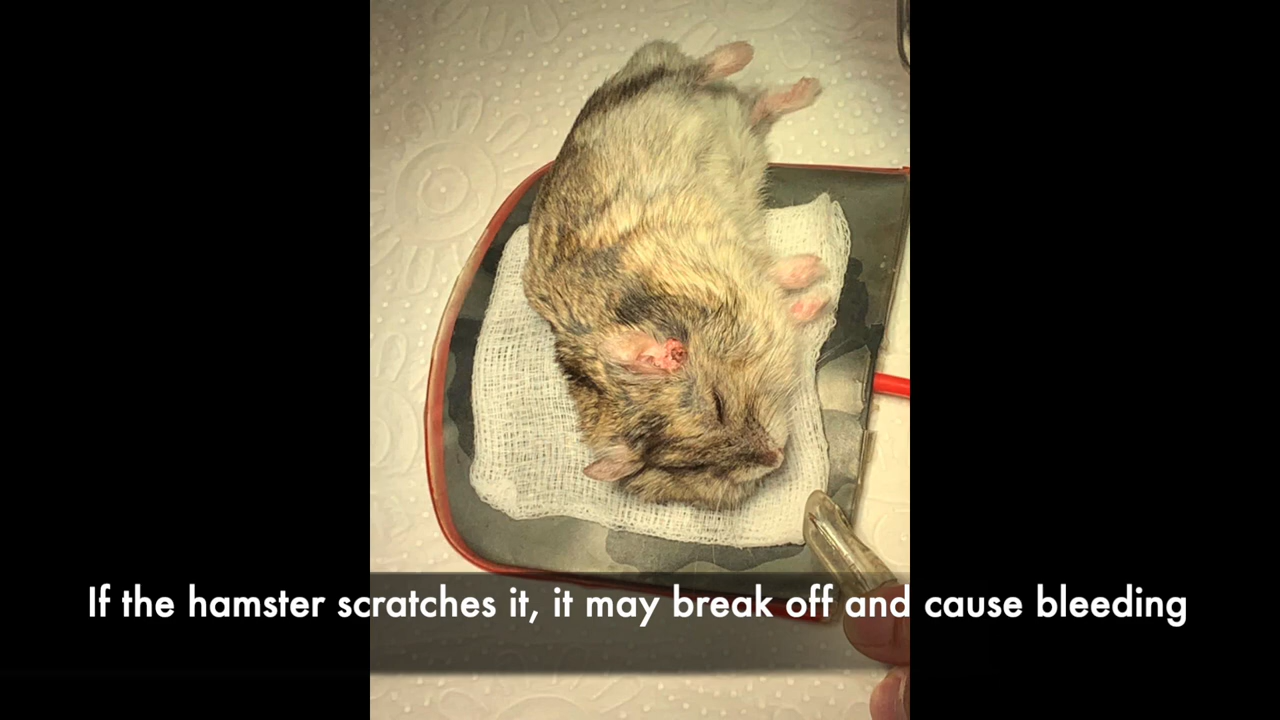 If the hamster scratches it, it may break off and cause bleeding